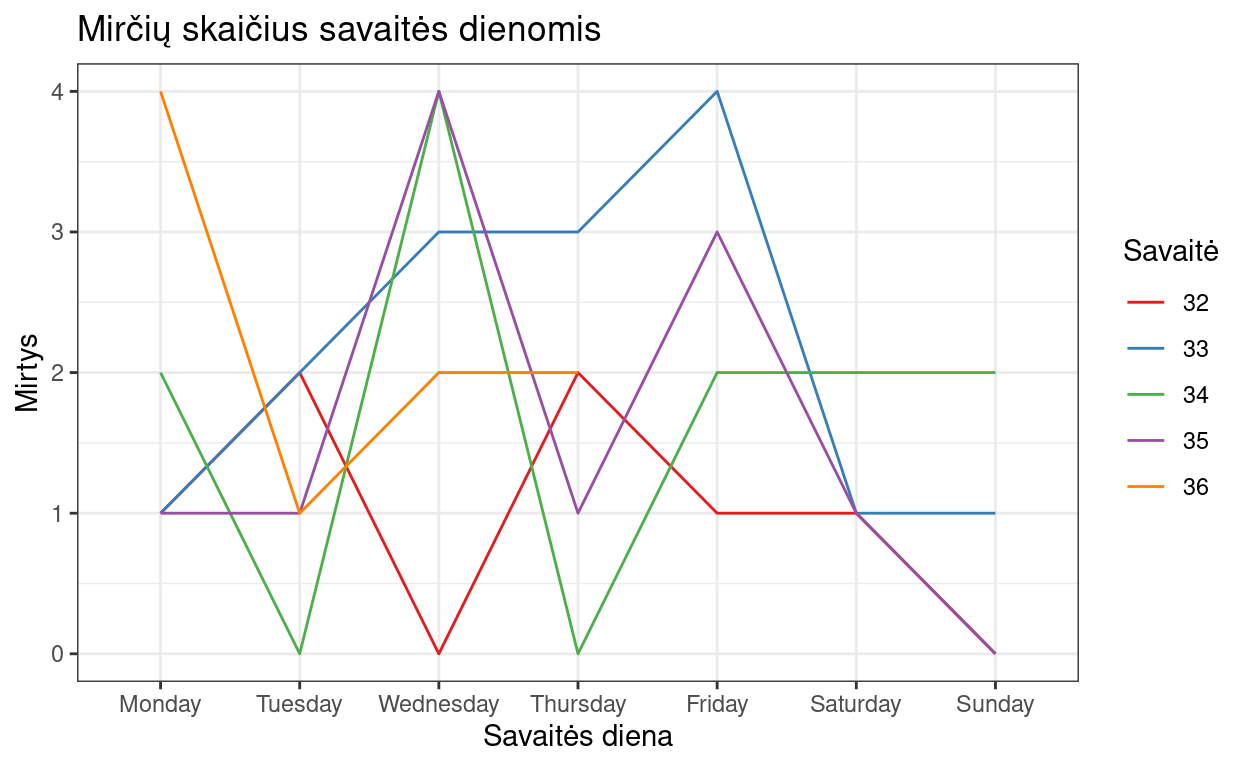 Mirčių skaičius savaitės dienomis
4
3
2
1
0
Mirtys
Monday Tuesday Wednesday Thursday Friday Saturday Sunday
Savaitės diena
Savaitė
32
33
34
35
36